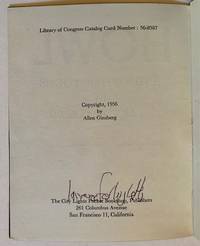 Library of Congress Catalog Card Number: 56-8587
Copyright, 1956
by
Allen Ginsberg
The City Lights Pocket Bookshop, Publishers
261 Columbus Avenue
San Francisco 11, California